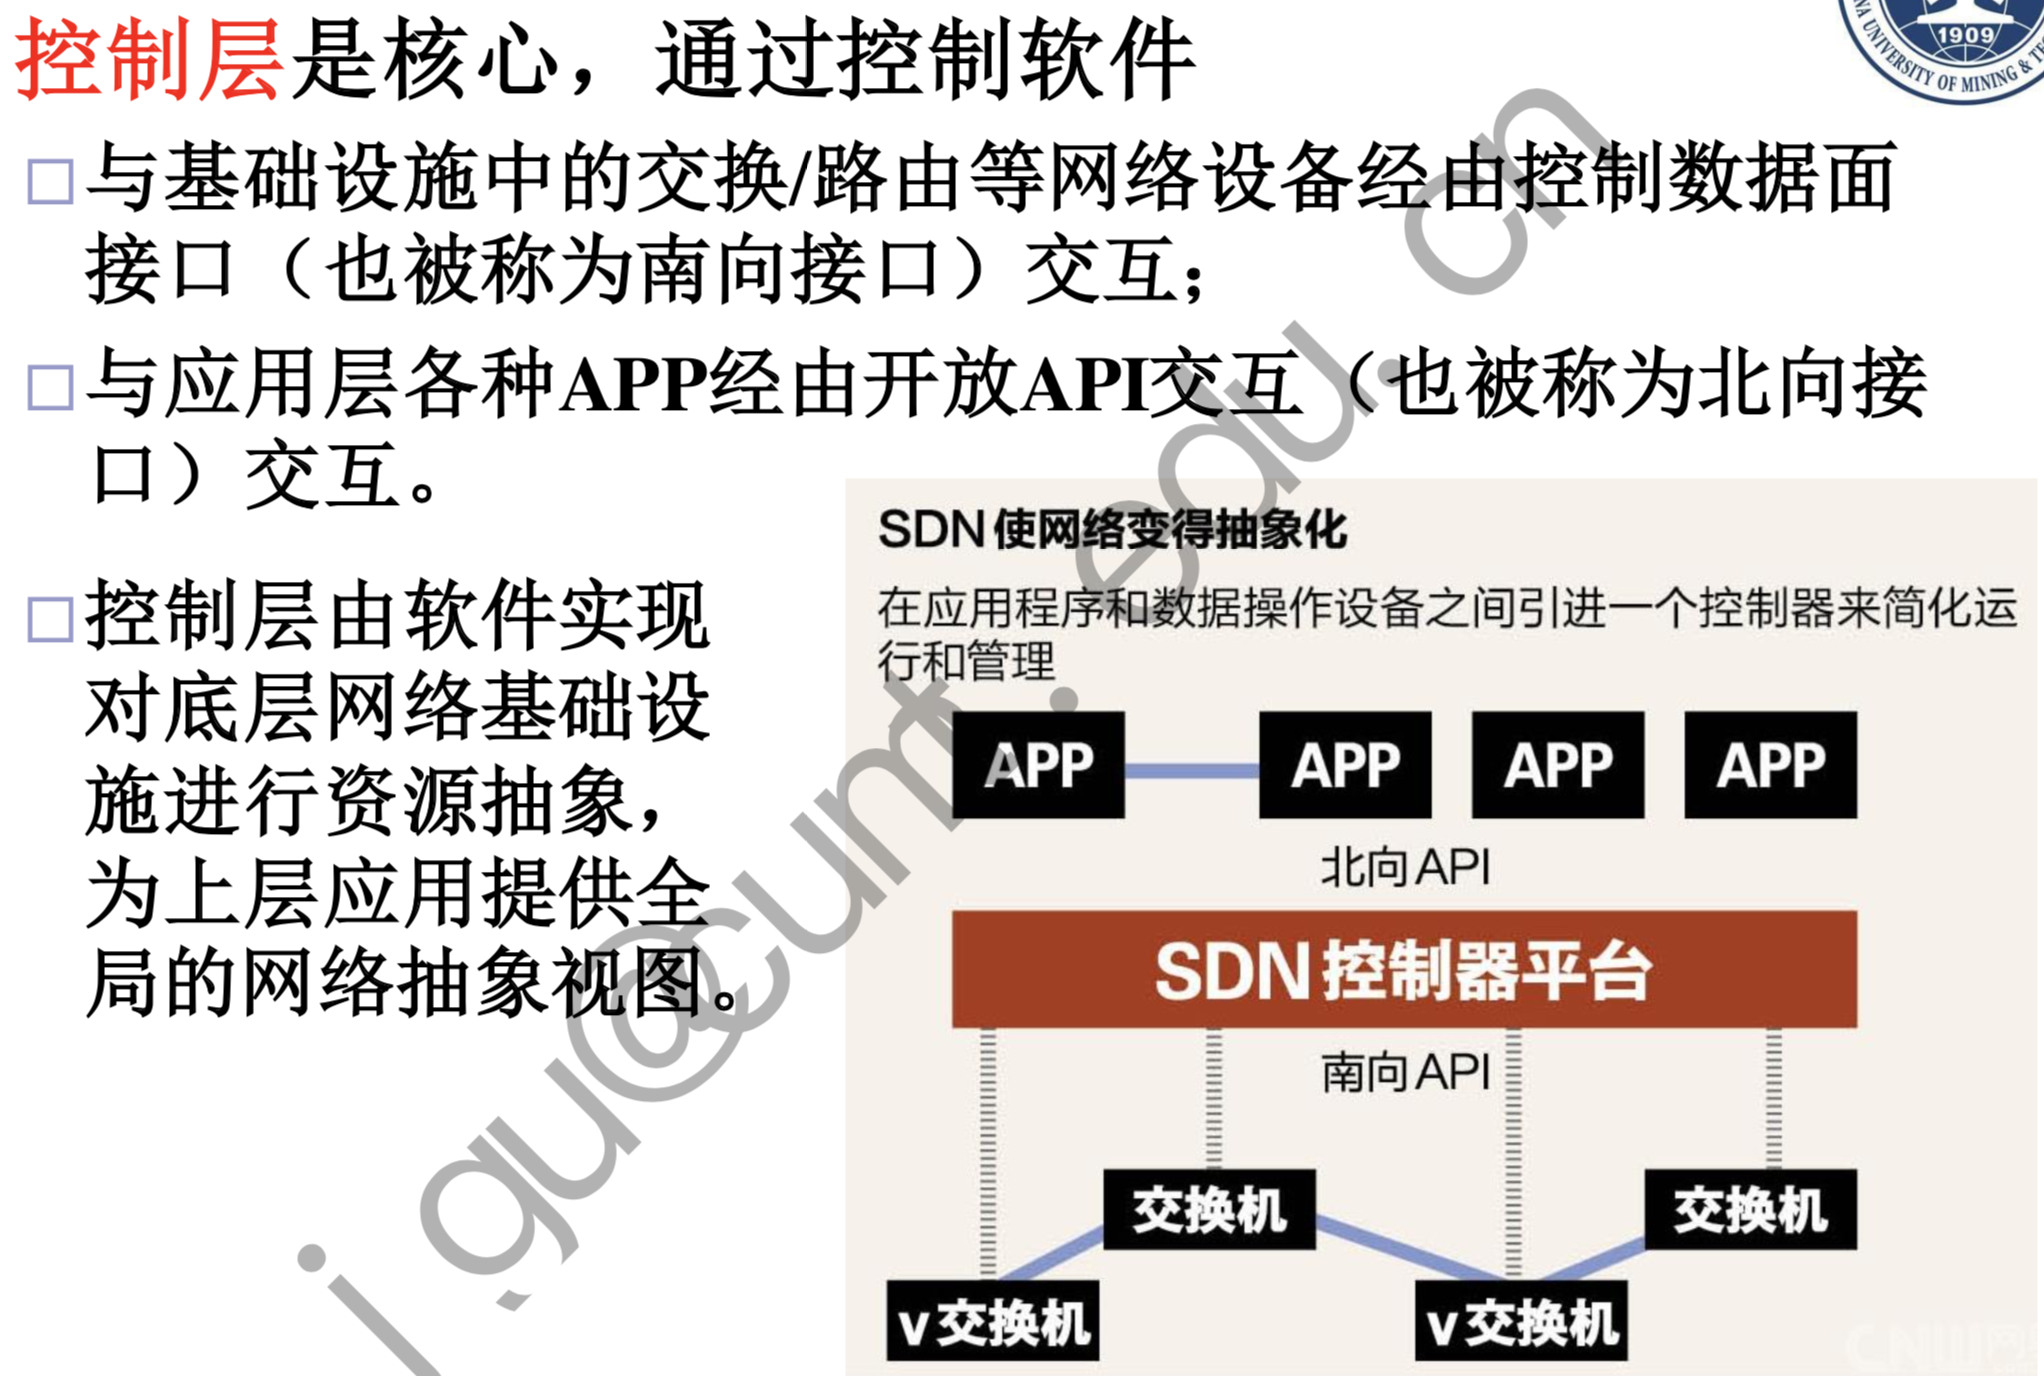 控制层是核心，通过控制软件
1909
UNIVERSITY OF MINING &
与基础设施中的交换/路由等网络设备经由控制数据面
接口（也被称为南向接口）交互；
与应用层各种APP经由开放API交互（也被称为北向接
口）交互。
控制层由软件实现
对底层网络基础设
施进行资源抽象，
为上层应用提供全
局的网络抽象视图。
SDN使网络变得抽象化
在应用程序和数据操作设备之间引进一个控制器来简化运
行和管理
APP APP APP APP
北向API
SDN控制器平台
南向API
交换机 交换机
v交换机 v交换机
j.gu@cumt.edu.cn